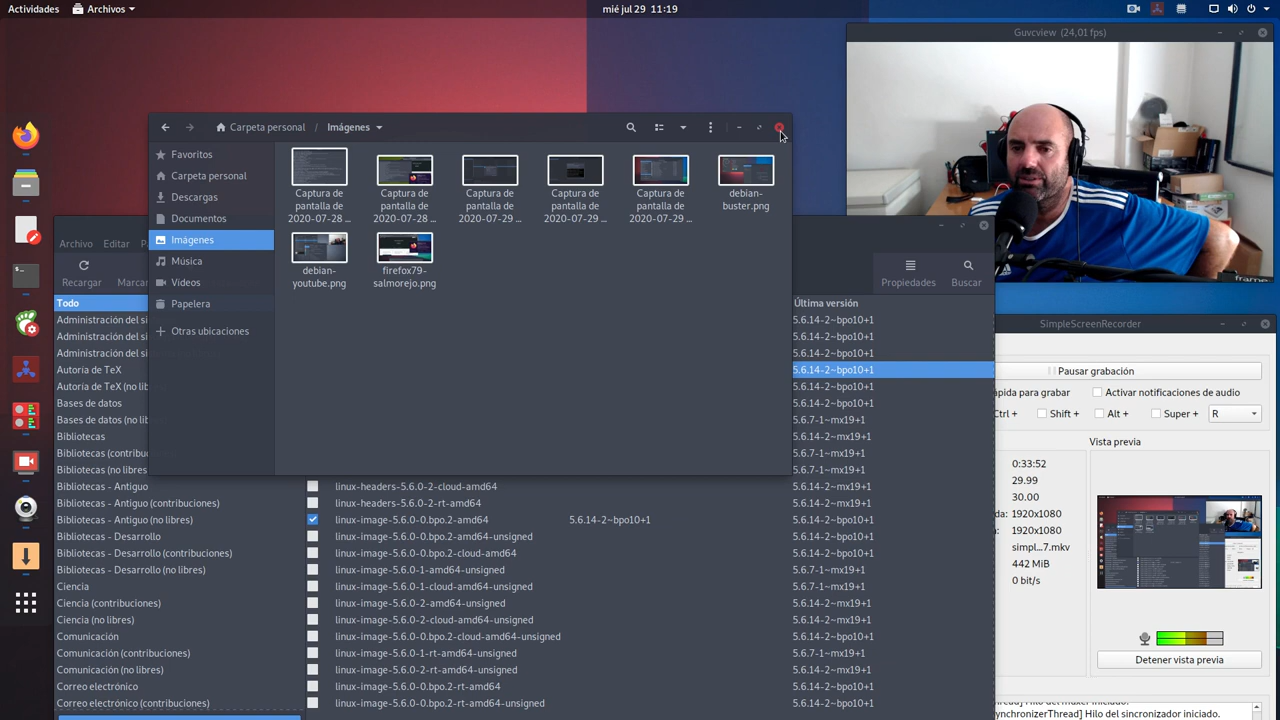 Actividades
Archivos
mié jul 29 11:19
Guvcview (24,01 fps)
Carpeta personal / Imágenes
Favoritos
Carpeta personal
Descargas
Documentos
Imágenes
Música
Vídeos
Papelera
Otras ubicaciones
Captura de
pantalla de
2020-07-28 ...
Captura de
pantalla de
2020-07-28 ...
Captura de
pantalla de
2020-07-29 ...
Captura de
pantalla de
2020-07-29 ...
Captura de
pantalla de
2020-07-29 ...
debian-
buster.png
debian-
youtube.png
firefox79-
salmorejo.png
Archivo Editar
Recargar
Propiedades
Buscar
Todo
Administración del si
Administración del si
Administración del si
Autoría de TeX
Autoría de TeX (no lib
Bases de datos
Bases de datos (no li
Bibliotecas
Bibliotecas (contribu
Bibliotecas (no libres
Bibliotecas - Antiguo
Bibliotecas - Antiguo (contribuciones)
Bibliotecas - Antiguo (no libres)
Bibliotecas - Desarrollo
Bibliotecas - Desarrollo (contribuciones)
Bibliotecas - Desarrollo (no libres)
Ciencia
Ciencia (contribuciones)
Ciencia (no libres)
Comunicación
Comunicación (contribuciones)
Comunicación (no libres)
Correo electrónico
Correo electrónico (contribuciones)
Última versión
5.6.14-2~bpo10+1
5.6.14-2~bpo10+1
5.6.14-2~bpo10+1
5.6.14-2~bpo10+1
5.6.14-2~bpo10+1
5.6.14-2~bpo10+1
5.6.7-1~mx19+1
5.6.14-2~mx19+1
5.6.7-1~mx19+1
5.6.7-1~mx19+1
linux-headers-5.6.0-2-cloud-amd64 5.6.14-2~mx19+1
linux-headers-5.6.0-2-rt-amd64 5.6.14-2~mx19+1
linux-image-5.6.0-0.bpo.2-amd64 5.6.14-2~bpo10+1 5.6.14-2~bpo10+1
linux-image-5.6.0-0.bpo.2-amd64-unsigned 5.6.14-2~bpo10+1
linux-image-5.6.0-0.bpo.2-cloud-amd64 5.6.14-2~bpo10+1
linux-image-5.6.0-1-amd64-unsigned 5.6.7-1~mx19+1
linux-image-5.6.0-1-cloud-amd64-unsigned 5.6.7-1~mx19+1
linux-image-5.6.0-2-amd64-unsigned 5.6.14-2~mx19+1
linux-image-5.6.0-2-cloud-amd64-unsigned 5.6.14-2~mx19+1
linux-image-5.6.0-0.bpo.2-cloud-amd64-unsigned 5.6.14-2~bpo10+1
linux-image-5.6.0-1-rt-amd64-unsigned 5.6.7-1~mx19+1
linux-image-5.6.0-2-rt-amd64-unsigned 5.6.14-2~mx19+1
linux-image-5.6.0-0.bpo.2-rt-amd64 5.6.14-2~bpo10+1
linux-image-5.6.0-0.bpo.2-rt-amd64-unsigned 5.6.14-2~bpo10+1
SimpleScreenRecorder
Pausar grabación
ápida para grabar
Activar notificaciones de audio
Ctrl + Shift + Alt + Super + R
Vista previa
0:33:52
29.99
30.00
da: 1920x1080
a: 1920x1080
simpl...7.mkv
442 MiB
0 bit/s
Detener vista previa
ynchronizerThread] Hilo del sincronizador iniciado.